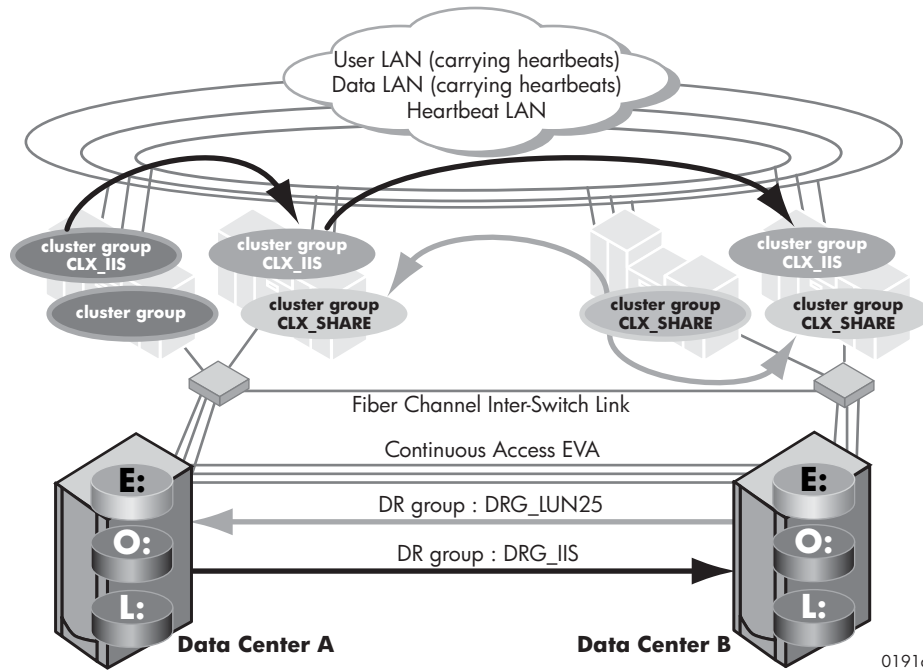 User LAN (carrying heartbeats)
Data LAN (carrying heartbeats)
Heartbeat LAN
cluster group
CLX_IIS
cluster group
CLX_IIS
cluster group
CLX_IIS
cluster group
cluster group
CLX_SHARE
cluster group
CLX_SHARE
cluster group
CLX_SHARE
Fiber Channel Inter-Switch Link
Continuous Access EVA
E:
E:
DR group : DRG_LUN25
O:
O:
DR group : DRG_IIS
L:
L:
Data Center A
Data Center B